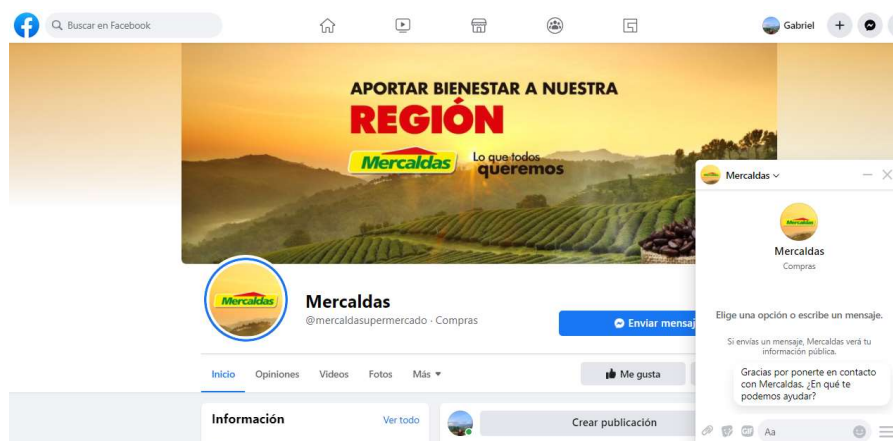 Buscar en Facebook
Gabriel
APORTAR BIENESTAR A NUESTRA
REGIÓN
Mercaldas
Lo que todos
queremos
Mercaldas
Mercaldas
@mercaldasupermercado · Compras
Enviar mensaj
Inicio
Opiniones
Videos
Fotos
Más
Me gusta
Información
Ver todo
Crear publicación
Mercaldas
Mercaldas
Mercaldas
Compras
Elige una opción o escribe un mensaje.
Si envías un mensaje, Mercaldas verá tu
información pública.
Gracias por ponerte en contacto
con Mercaldas. ¿En qué te
podemos ayudar?
GIF
Aa